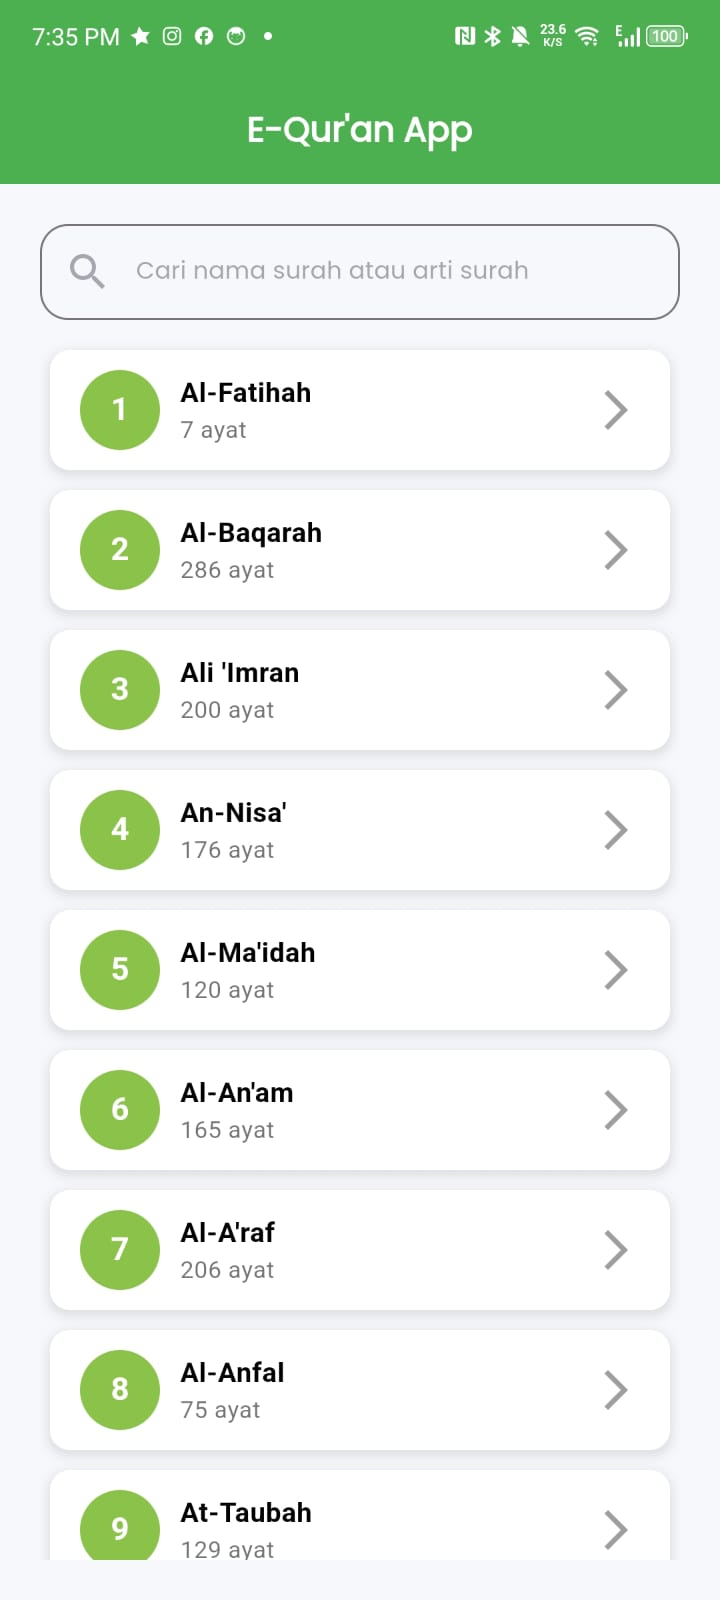 7:35 PM 23.6 K/S E 100
E-Qur'an App
Cari nama surah atau arti surah
1 Al-Fatihah
7 ayat
2 Al-Baqarah
286 ayat
3 Ali 'Imran
200 ayat
4 An-Nisa'
176 ayat
5 Al-Ma'idah
120 ayat
6 Al-An'am
165 ayat
7 Al-A'raf
206 ayat
8 Al-Anfal
75 ayat
9 At-Taubah
129 ayat